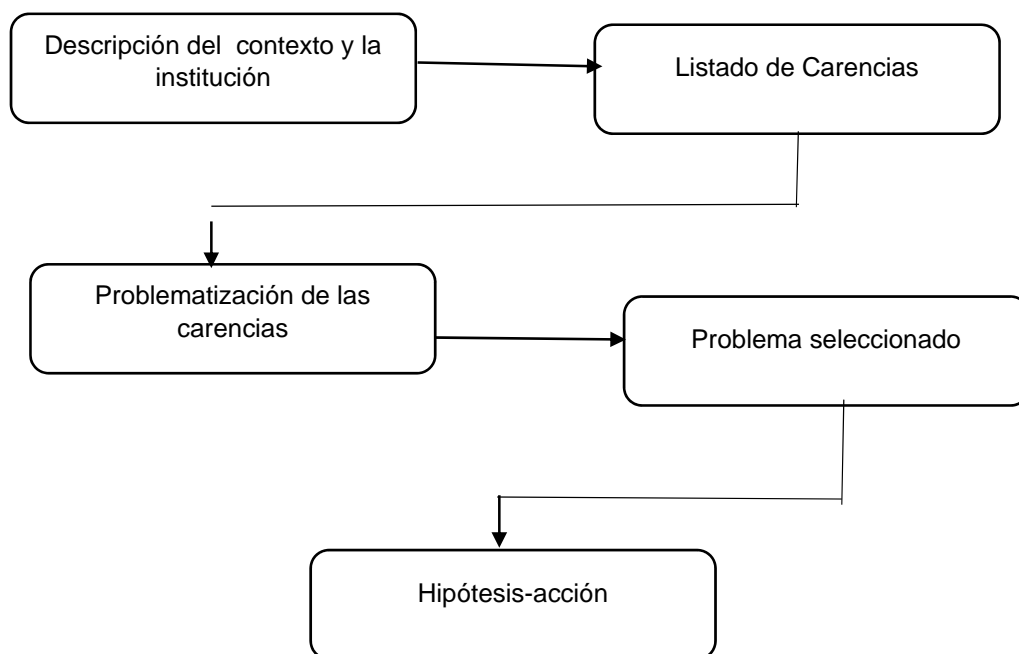 Descripción del  contexto y la
institución
Listado de Carencias
Problematización de las
carencias
Problema seleccionado
Hipótesis-acción